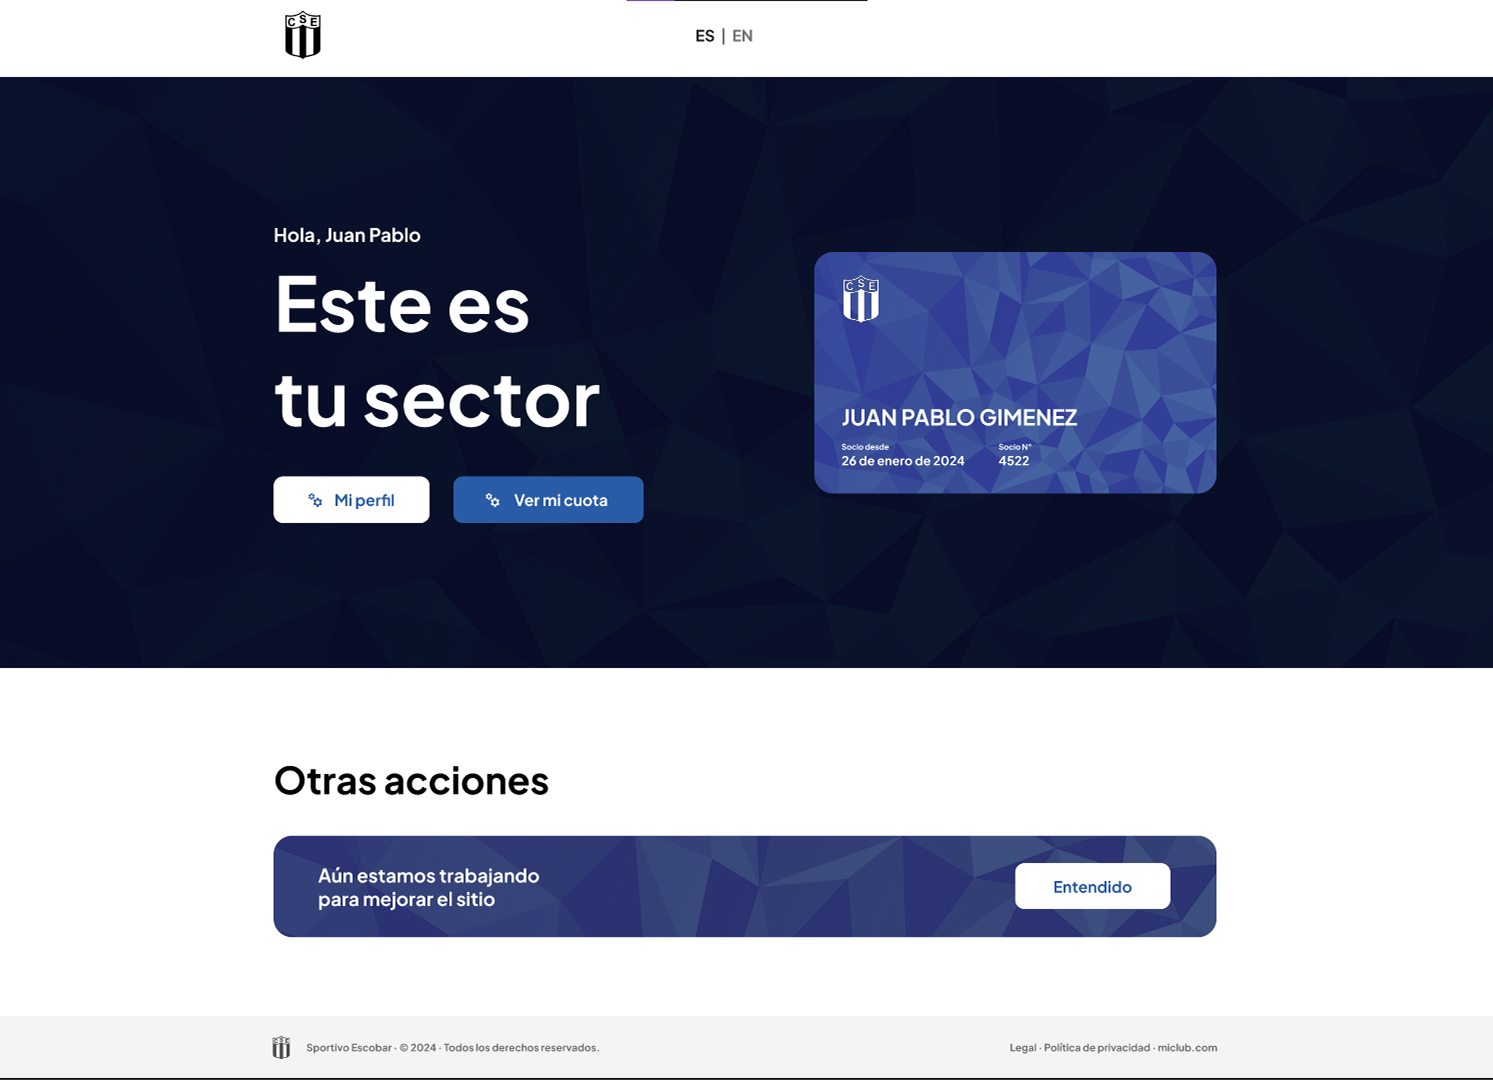 CSE
ES | EN
Hola, Juan Pablo
Este es
tu sector
Mi perfil
Ver mi cuota
CSE
JUAN PABLO GIMENEZ
Socio desde
Socio N°
26 de enero de 2024
4522
Otras acciones
Aún estamos trabajando
para mejorar el sitio
Entendido
CSE
Sportivo Escobar · © 2024 · Todos los derechos reservados.
Legal · Política de privacidad · miclub.com